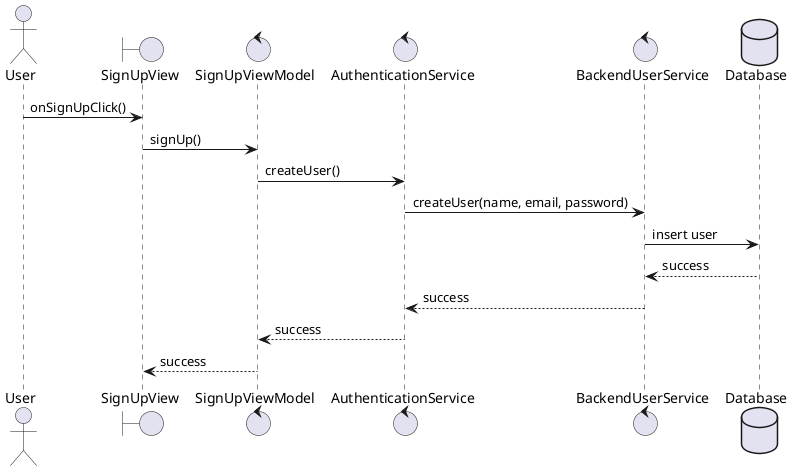 User
SignUpView
SignUpViewModel
AuthenticationService
BackendUserService
Database
onSignUpClick()
signUp()
createUser()
createUser(name, email, password)
insert user
success
success
success
success
User
SignUpView
SignUpViewModel
AuthenticationService
BackendUserService
Database